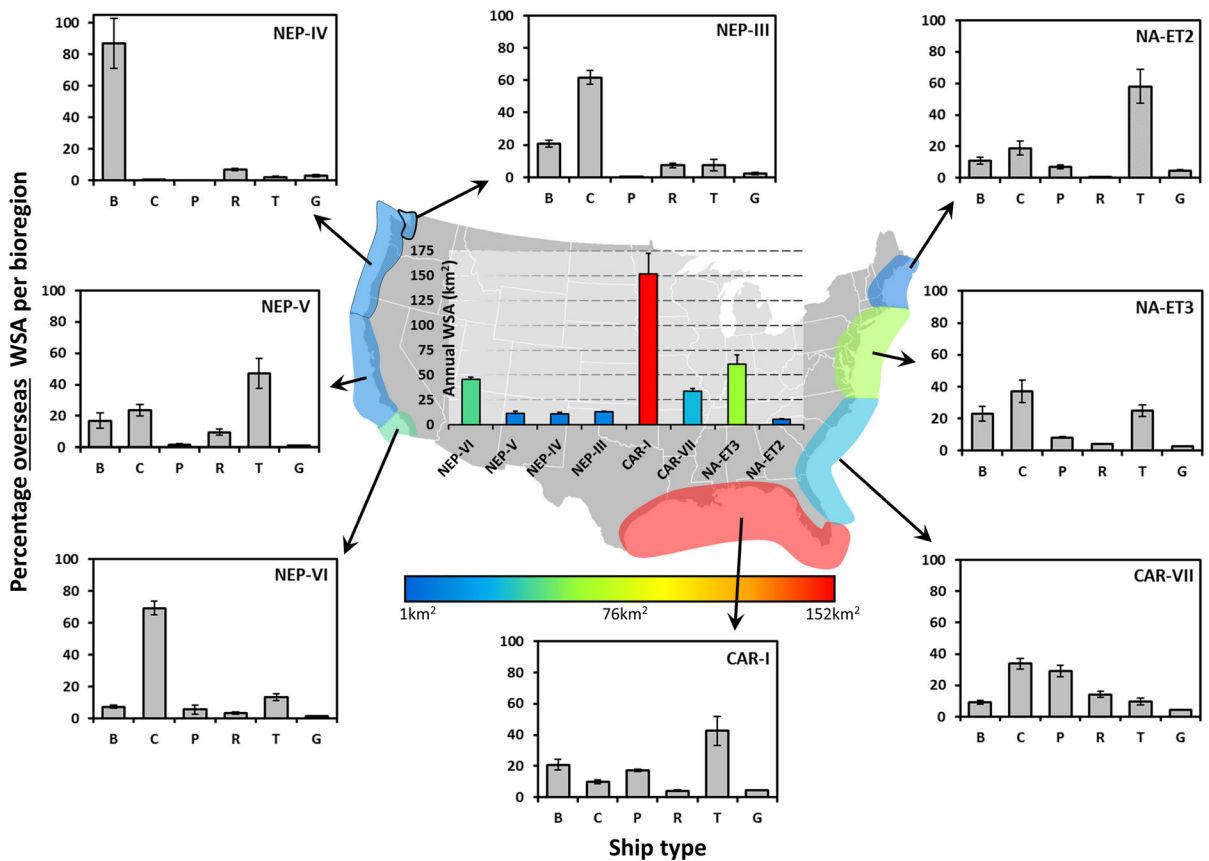 Percentage overseas WSA per bioregion
NEP-IV
100
80
60
40
20
0
B C P R T G
NEP-III
100
80
60
40
20
0
B C P R T G
NA-ET2
100
80
60
40
20
0
B C P R T G
NEP-V
100
80
60
40
20
0
B C P R T G
Annual WSA (km²)
175
150
125
100
75
50
25
0
NEP-VI NEP-V NEP-IV NEP-III CAR-I CAR-VII NA-ET3 NA-ET2
NA-ET3
100
80
60
40
20
0
B C P R T G
NEP-VI
100
80
60
40
20
0
B C P R T G
1km² 76km² 152km²
CAR-I
100
80
60
40
20
0
B C P R T G
CAR-VII
100
80
60
40
20
0
B C P R T G
Ship type